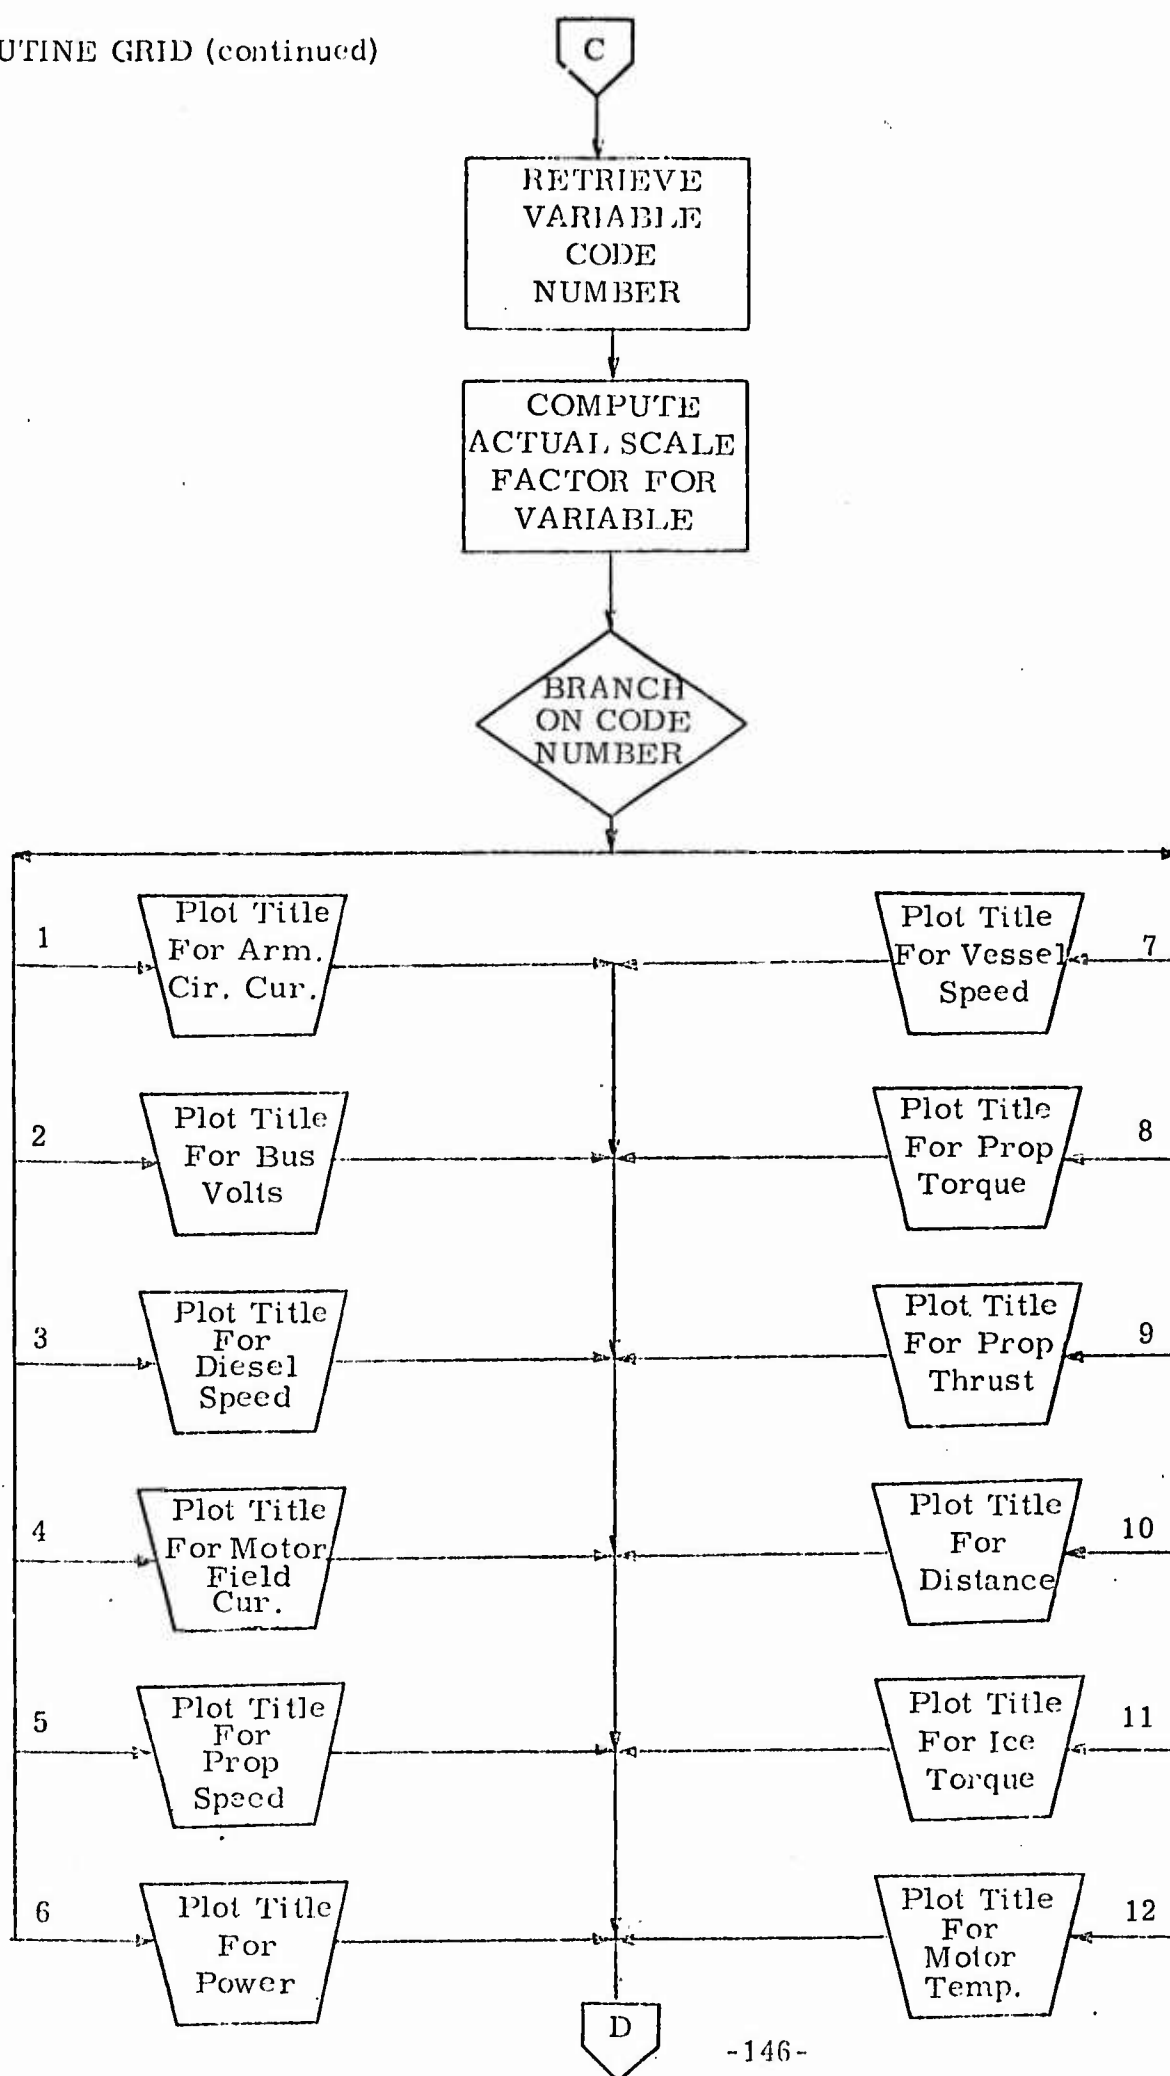 UTINE GRID (continued)
C
RETRIEVE
VARIABLE
CODE
NUMBER
COMPUTE
ACTUAL SCALE
FACTOR FOR
VARIABLE
BRANCH
ON CODE
NUMBER
1
Plot Title
For Arm.
Cir. Cur.
Plot Title
For Vessel
Speed
7
2
Plot Title
For Bus
Volts
Plot Title
For Prop
Torque
8
3
Plot Title
For
Diesel
Speed
Plot Title
For Prop
Thrust
9
4
Plot Title
For Motor
Field
Cur.
Plot Title
For
Distance
10
5
Plot Title
For
Prop
Speed
Plot Title
For Ice
Torque
11
6
Plot Title
For
Power
Plot Title
For
Motor
Temp.
12
D
-146-